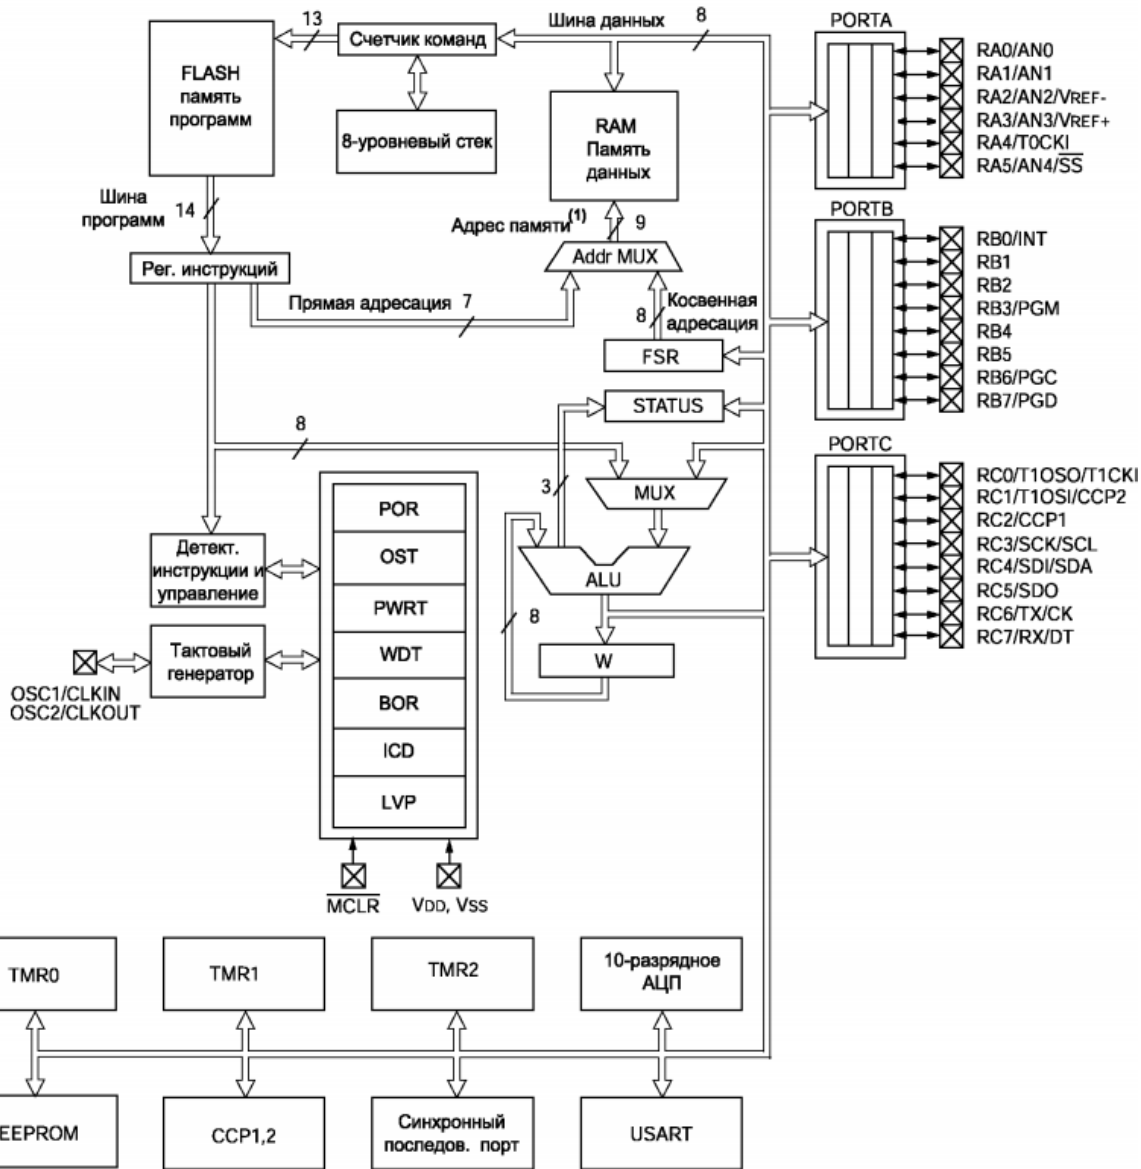 13
Шина данных
8
PORTA
FLASH
память
программ
Счетчик команд
8-уровневый стек
RAM
Память
данных
RA0/AN0
RA1/AN1
RA2/AN2/VREF-
RA3/AN3/VREF+
RA4/T0CKI
RA5/AN4/SS
Шина
программ
14
Адрес памяти(1)
9
PORTB
Рег. инструкций
Addr MUX
Прямая адресация
7
8
Косвенная
адресация
FSR
STATUS
RB0/INT
RB1
RB2
RB3/PGM
RB4
RB5
RB6/PGC
RB7/PGD
8
3
MUX
PORTC
POR
OST
PWRT
WDT
BOR
ICD
LVP
Детект.
инструкции и
управление
ALU
8
W
RC0/T1OSO/T1CKI
RC1/T1OSI/CCP2
RC2/CCP1
RC3/SCK/SCL
RC4/SDI/SDA
RC5/SDO
RC6/TX/CK
RC7/RX/DT
Тактовый
генератор
OSC1/CLKIN
OSC2/CLKOUT
MCLR
VDD, VSS
TMR0
TMR1
TMR2
10-разрядное
АЦП
EEPROM
CCP1,2
Синхронный
последов. порт
USART